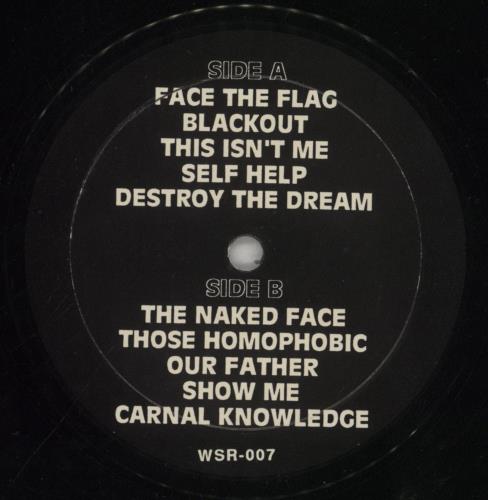 SIDE A
FACE THE FLAG
BLACKOUT
THIS ISN'T ME
SELF HELP
DESTROY THE DREAM
SIDE B
THE NAKED FACE
THOSE HOMOPHOBIC
OUR FATHER
SHOW ME
CARNAL KNOWLEDGE
WSR-007